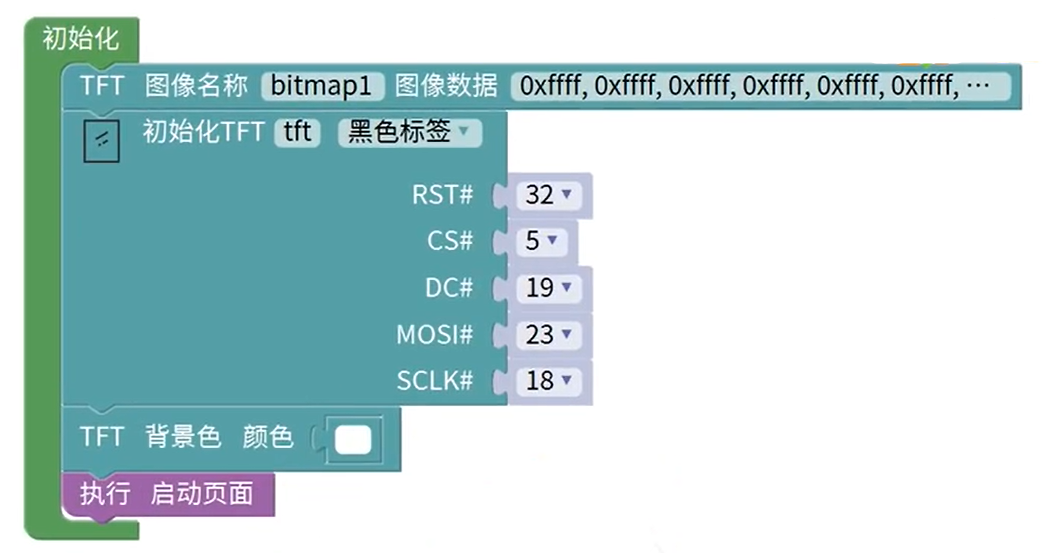 初始化
TFT 图像名称 bitmap1 图像数据 0xffff, 0xffff, 0xffff, 0xffff, 0xffff, 0xffff, ···
初始化TFT tft 黑色标签
RST# 32
CS# 5
DC# 19
MOSI# 23
SCLK# 18
TFT 背景色 颜色
执行 启动页面